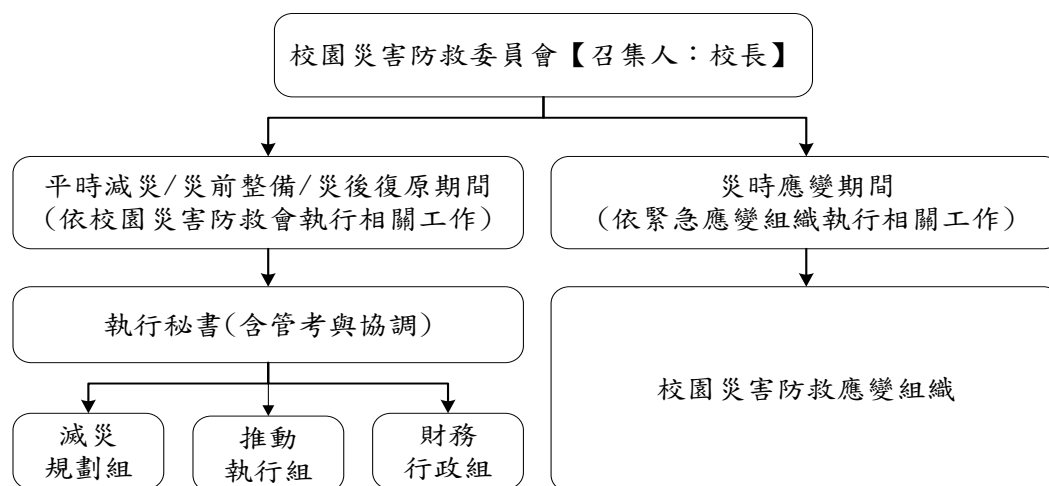 校園災害防救委員會【召集人：校長】
平時減災/災前整備/災後復原期間
(依校園災害防救會執行相關工作)
災時應變期間
(依緊急應變組織執行相關工作)
執行秘書(含管考與協調)
校園災害防救應變組織
減災
規劃組
推動
執行組
財務
行政組